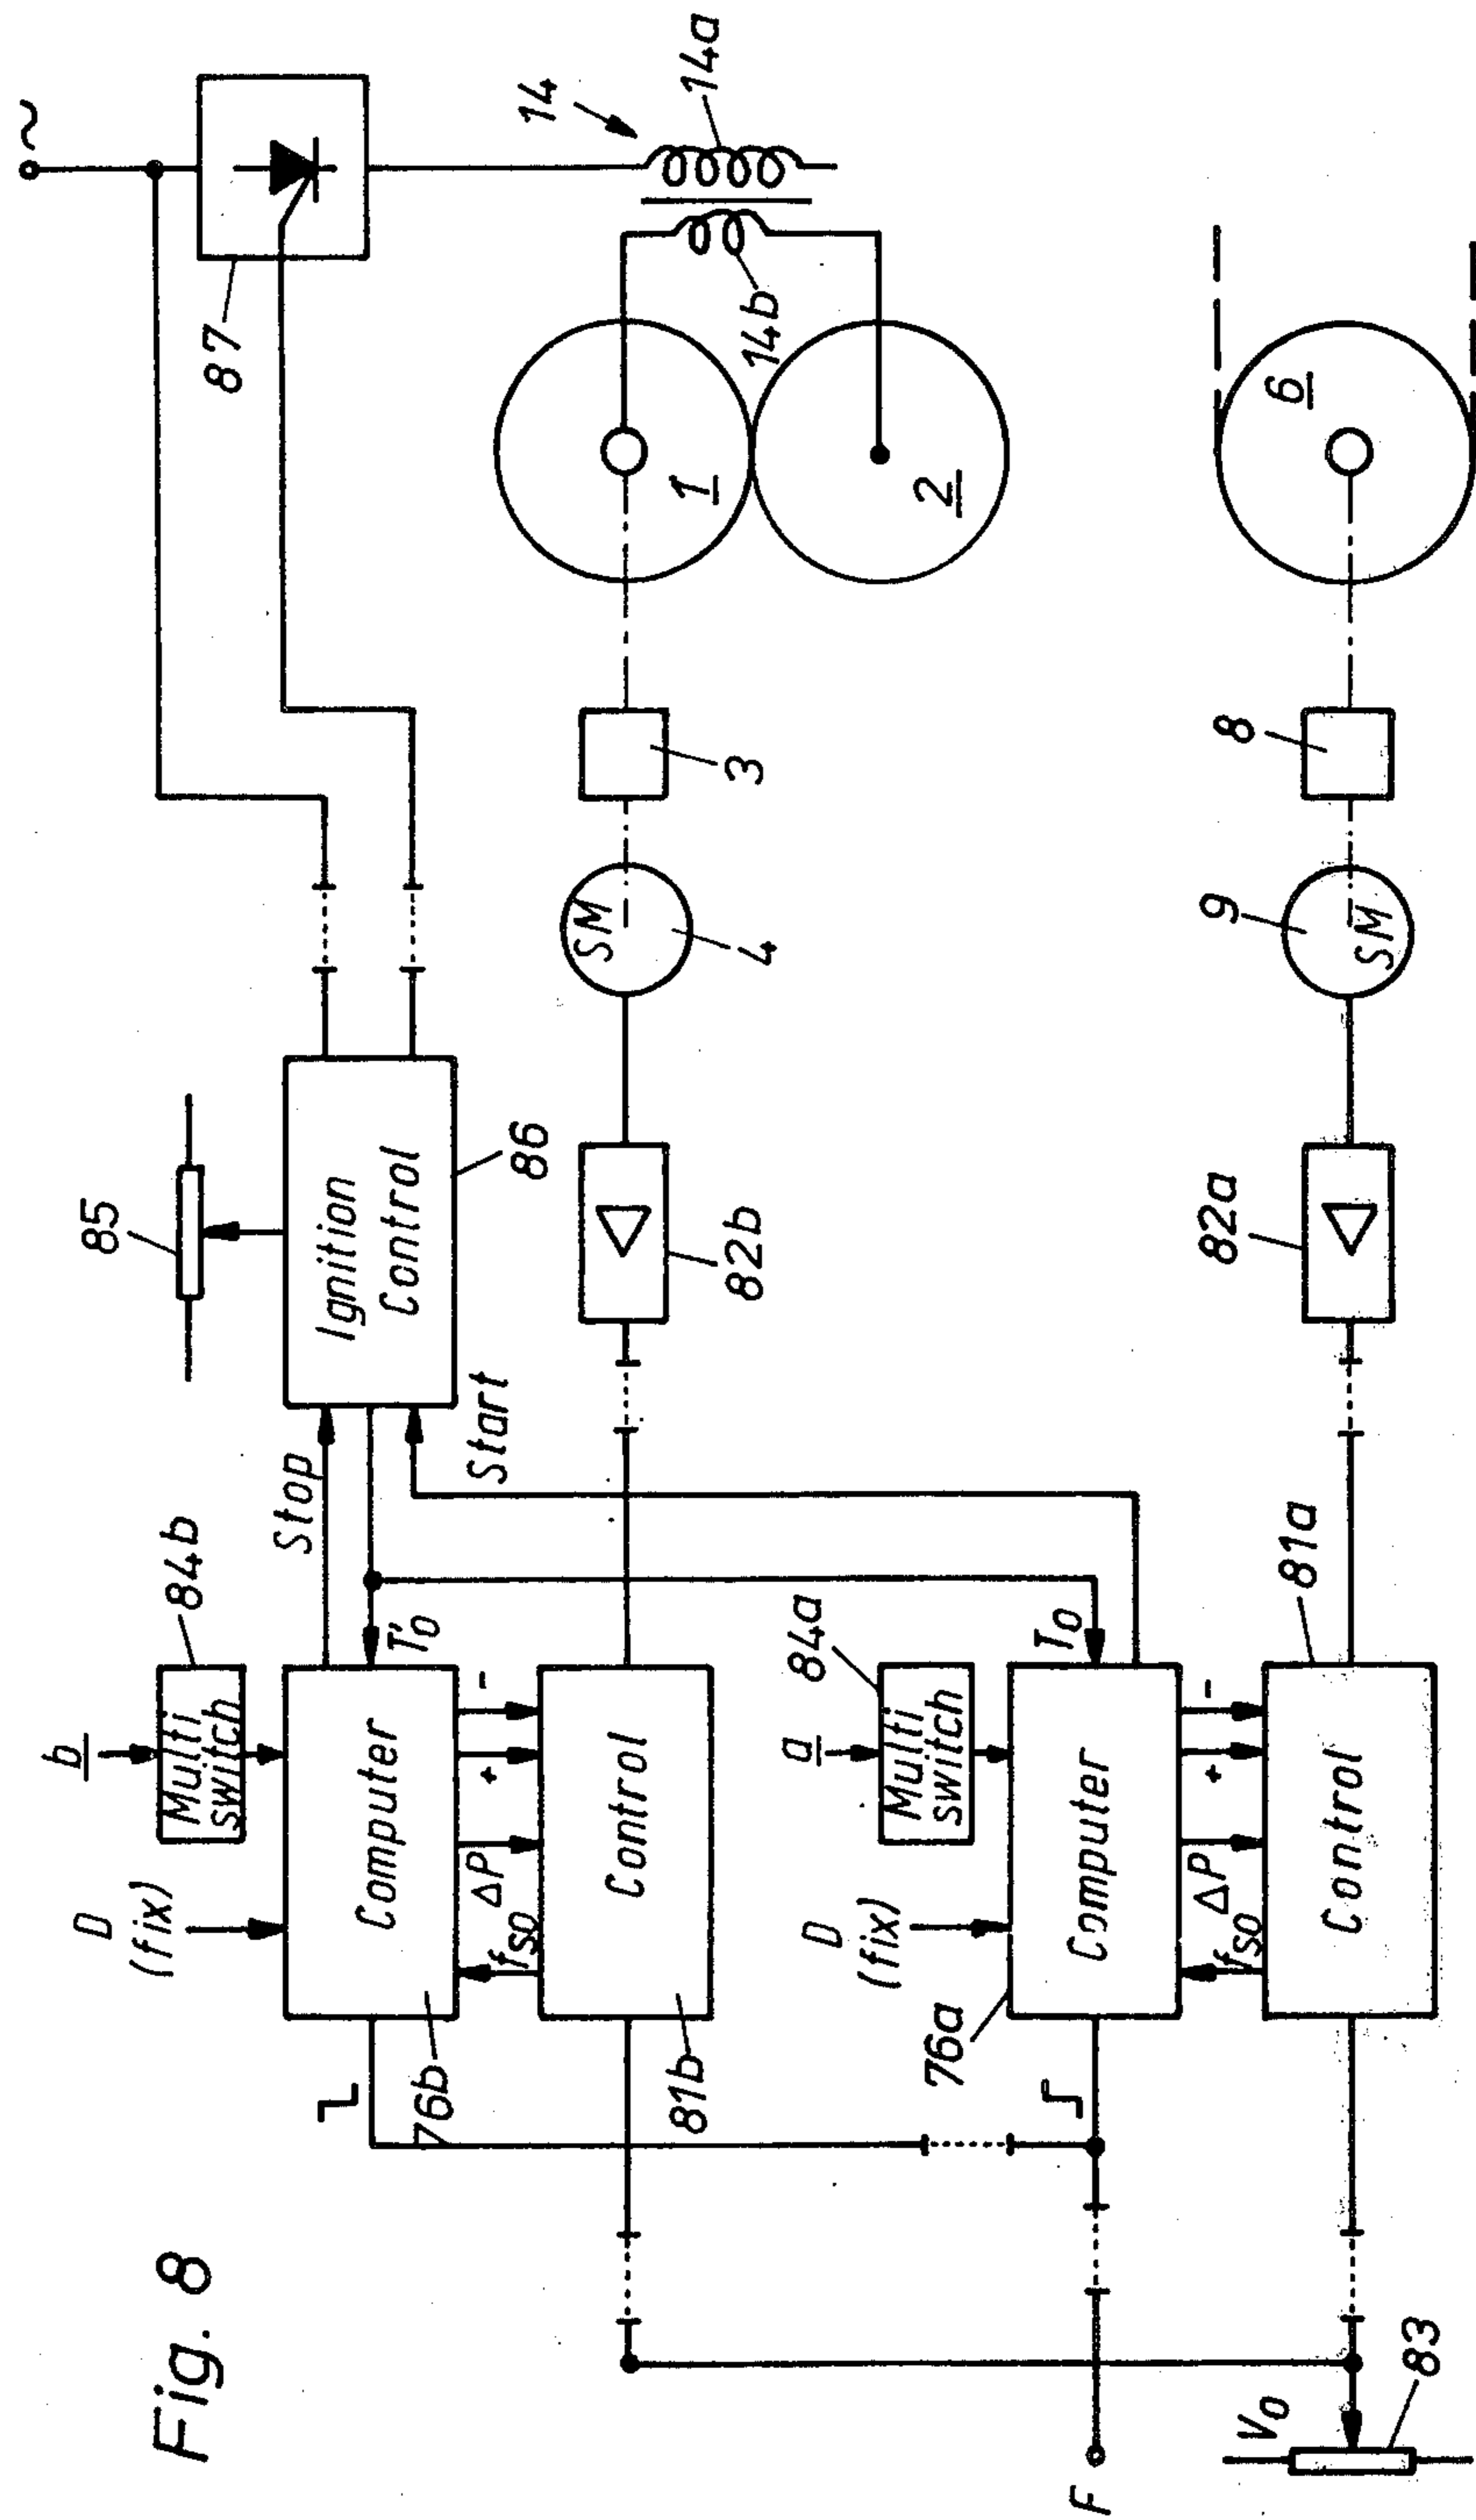 Fig. 8
~
87
14
14a
14b
85
Ignition
Control
86
Stop
Start
b
Multi
switch
84b
D
(fix)
Computer
T₀
76b
fso
ΔP
+
-
Control
81b
82b
SM
4
3
1
2
a
Multi
switch
84a
D
(fix)
Computer
T₀
76a
fso
ΔP
+
-
Control
81a
82a
SM
9
8
6
F
V₀
83